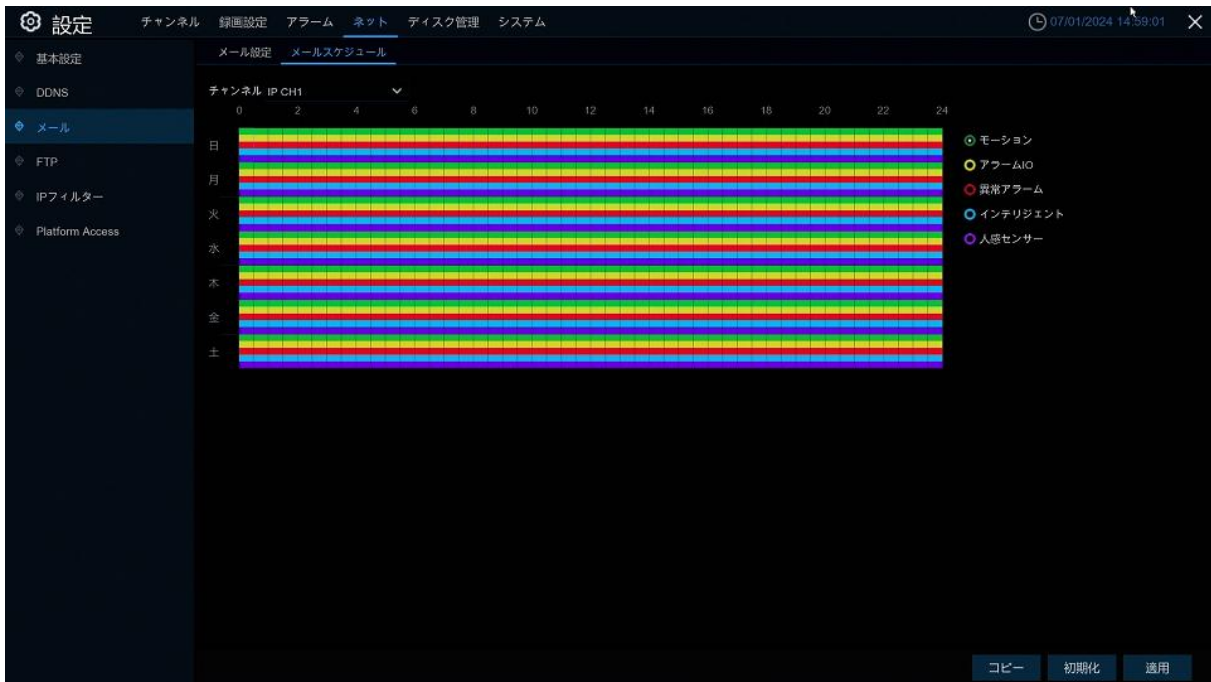 設定 チャンネル 録画設定 アラーム ネット ディスク管理 システム 07/01/2024 14:59:01
基本設定
DDNS
メール
FTP
IPフィルター
Platform Access
メール設定 メールスケジュール
チャンネル IP CH1
0 2 4 6 8 10 12 14 16 18 20 22 24
日
月
火
水
木
金
土
モーション
アラームIO
異常アラーム
インテリジェント
人感センサー
コピー 初期化 適用